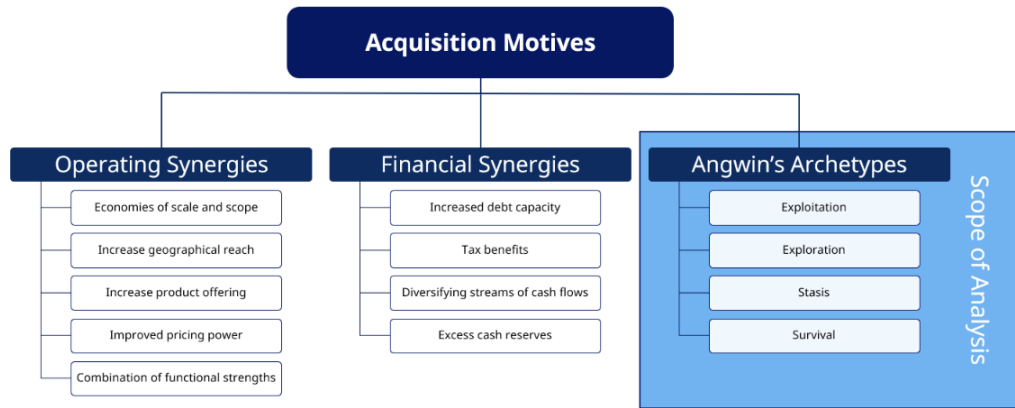 Acquisition Motives
Operating Synergies
Economies of scale and scope
Increase geographical reach
Increase product offering
Improved pricing power
Combination of functional strengths
Financial Synergies
Increased debt capacity
Tax benefits
Diversifying streams of cash flows
Excess cash reserves
Angwin’s Archetypes
Exploitation
Exploration
Stasis
Survival
Scope of Analysis